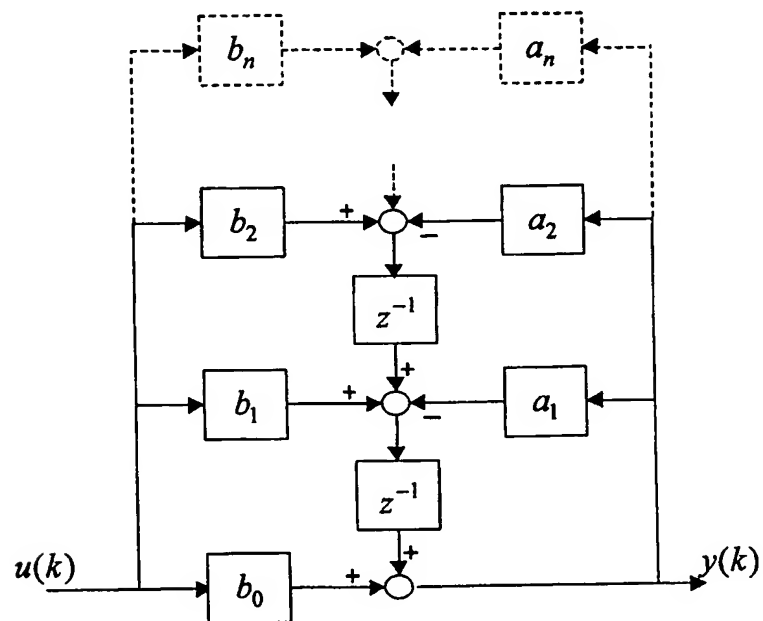 b_n a_n
b_2 + − a_2
z^{-1}
+
b_1 + − a_1
z^{-1}
u(k) + y(k)
b_0 +